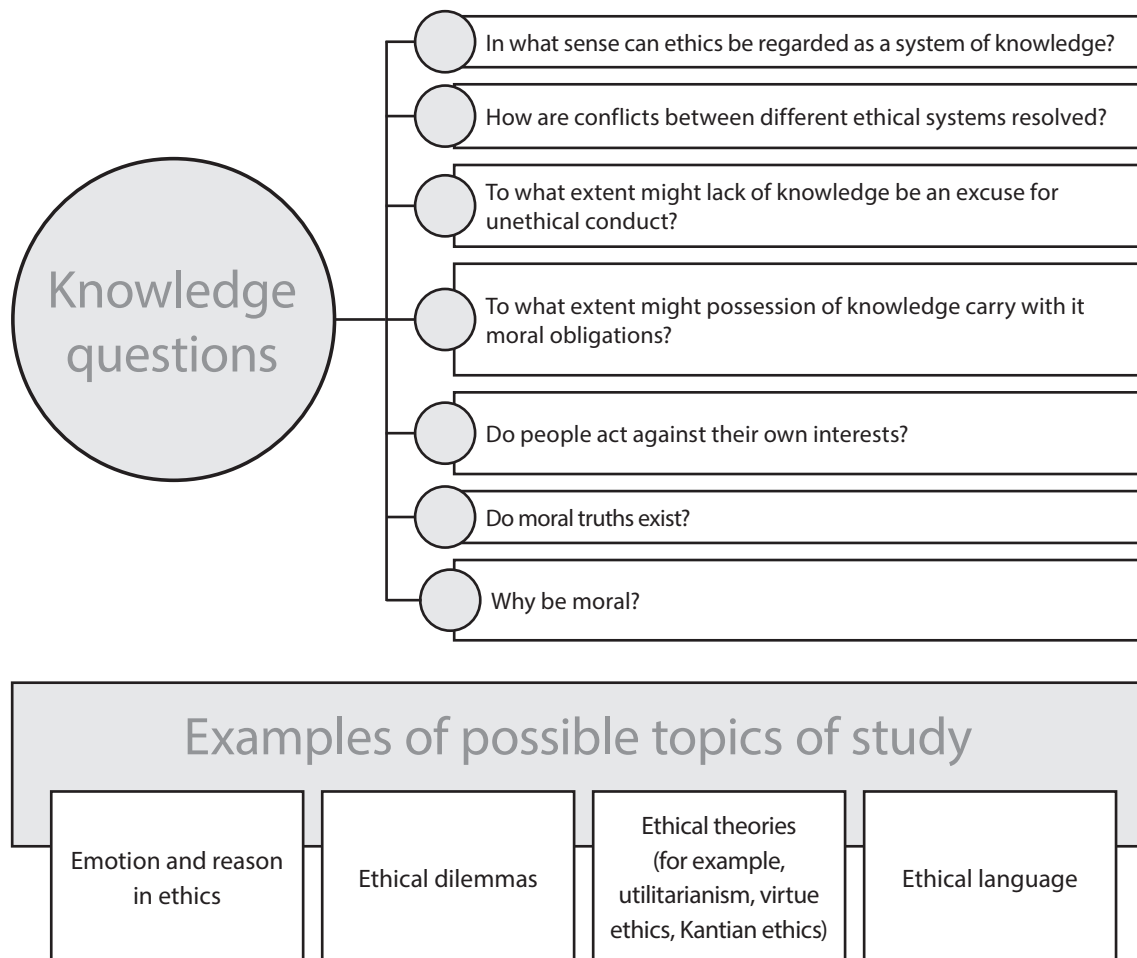 In what sense can ethics be regarded as a system of knowledge?
How are conflicts between different ethical systems resolved?
To what extent might lack of knowledge be an excuse for
unethical conduct?
Knowledge
questions
To what extent might possession of knowledge carry with it
moral obligations?
Do people act against their own interests?
Do moral truths exist?
Why be moral?
Examples of possible topics of study
Emotion and reason
in ethics
Ethical dilemmas
Ethical theories
(for example,
utilitarianism, virtue
ethics, Kantian ethics)
Ethical language